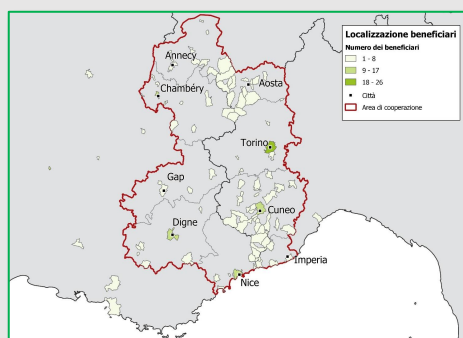 Localizzazione beneficiari
Numero dei beneficiari
1 - 8
9 - 17
18 - 26
Città
Area di cooperazione
Annecy
Chambéry
Aosta
Torino
Gap
Cuneo
Digne
Imperia
Nice